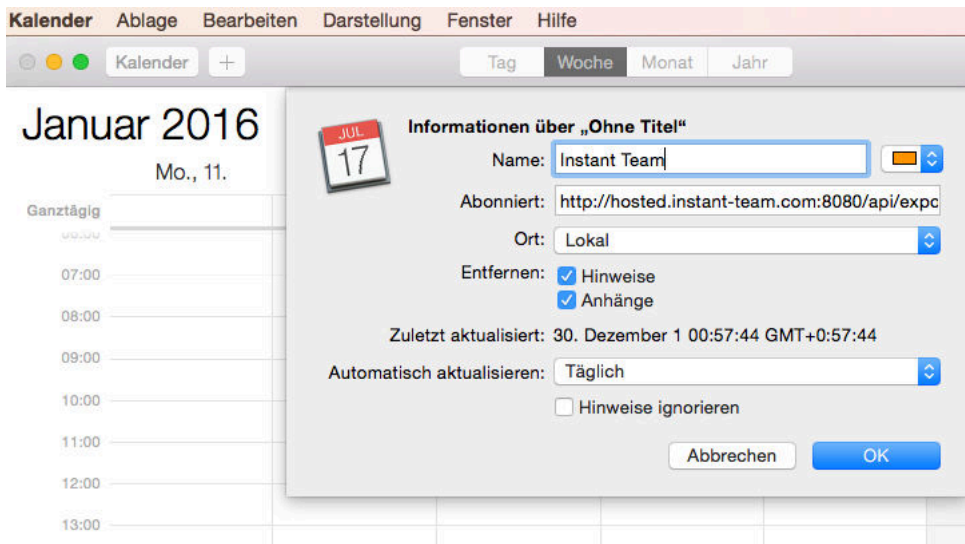 Kalender Ablage Bearbeiten Darstellung Fenster Hilfe
Kalender + Tag Woche Monat Jahr
Januar 2016
Mo., 11.
Ganztägig
07:00
08:00
09:00
10:00
11:00
12:00
13:00
JUL
17
Informationen über „Ohne Titel“
Name: Instant Team
Abonniert: http://hosted.instant-team.com:8080/api/expo
Ort: Lokal
Entfernen: Hinweise
Anhänge
Zuletzt aktualisiert: 30. Dezember 1 00:57:44 GMT+0:57:44
Automatisch aktualisieren: Täglich
Hinweise ignorieren
Abbrechen OK